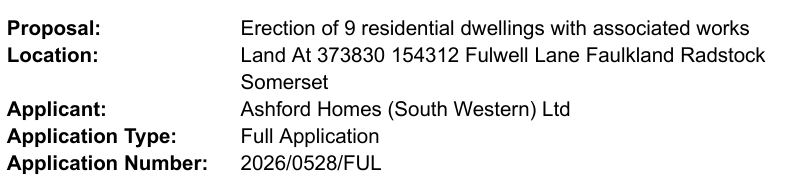 Proposal: Erection of 9 residential dwellings with associated works
Location: Land At 373830 154312 Fulwell Lane Faulkland Radstock
Somerset
Applicant: Ashford Homes (South Western) Ltd
Application Type: Full Application
Application Number: 2026/0528/FUL